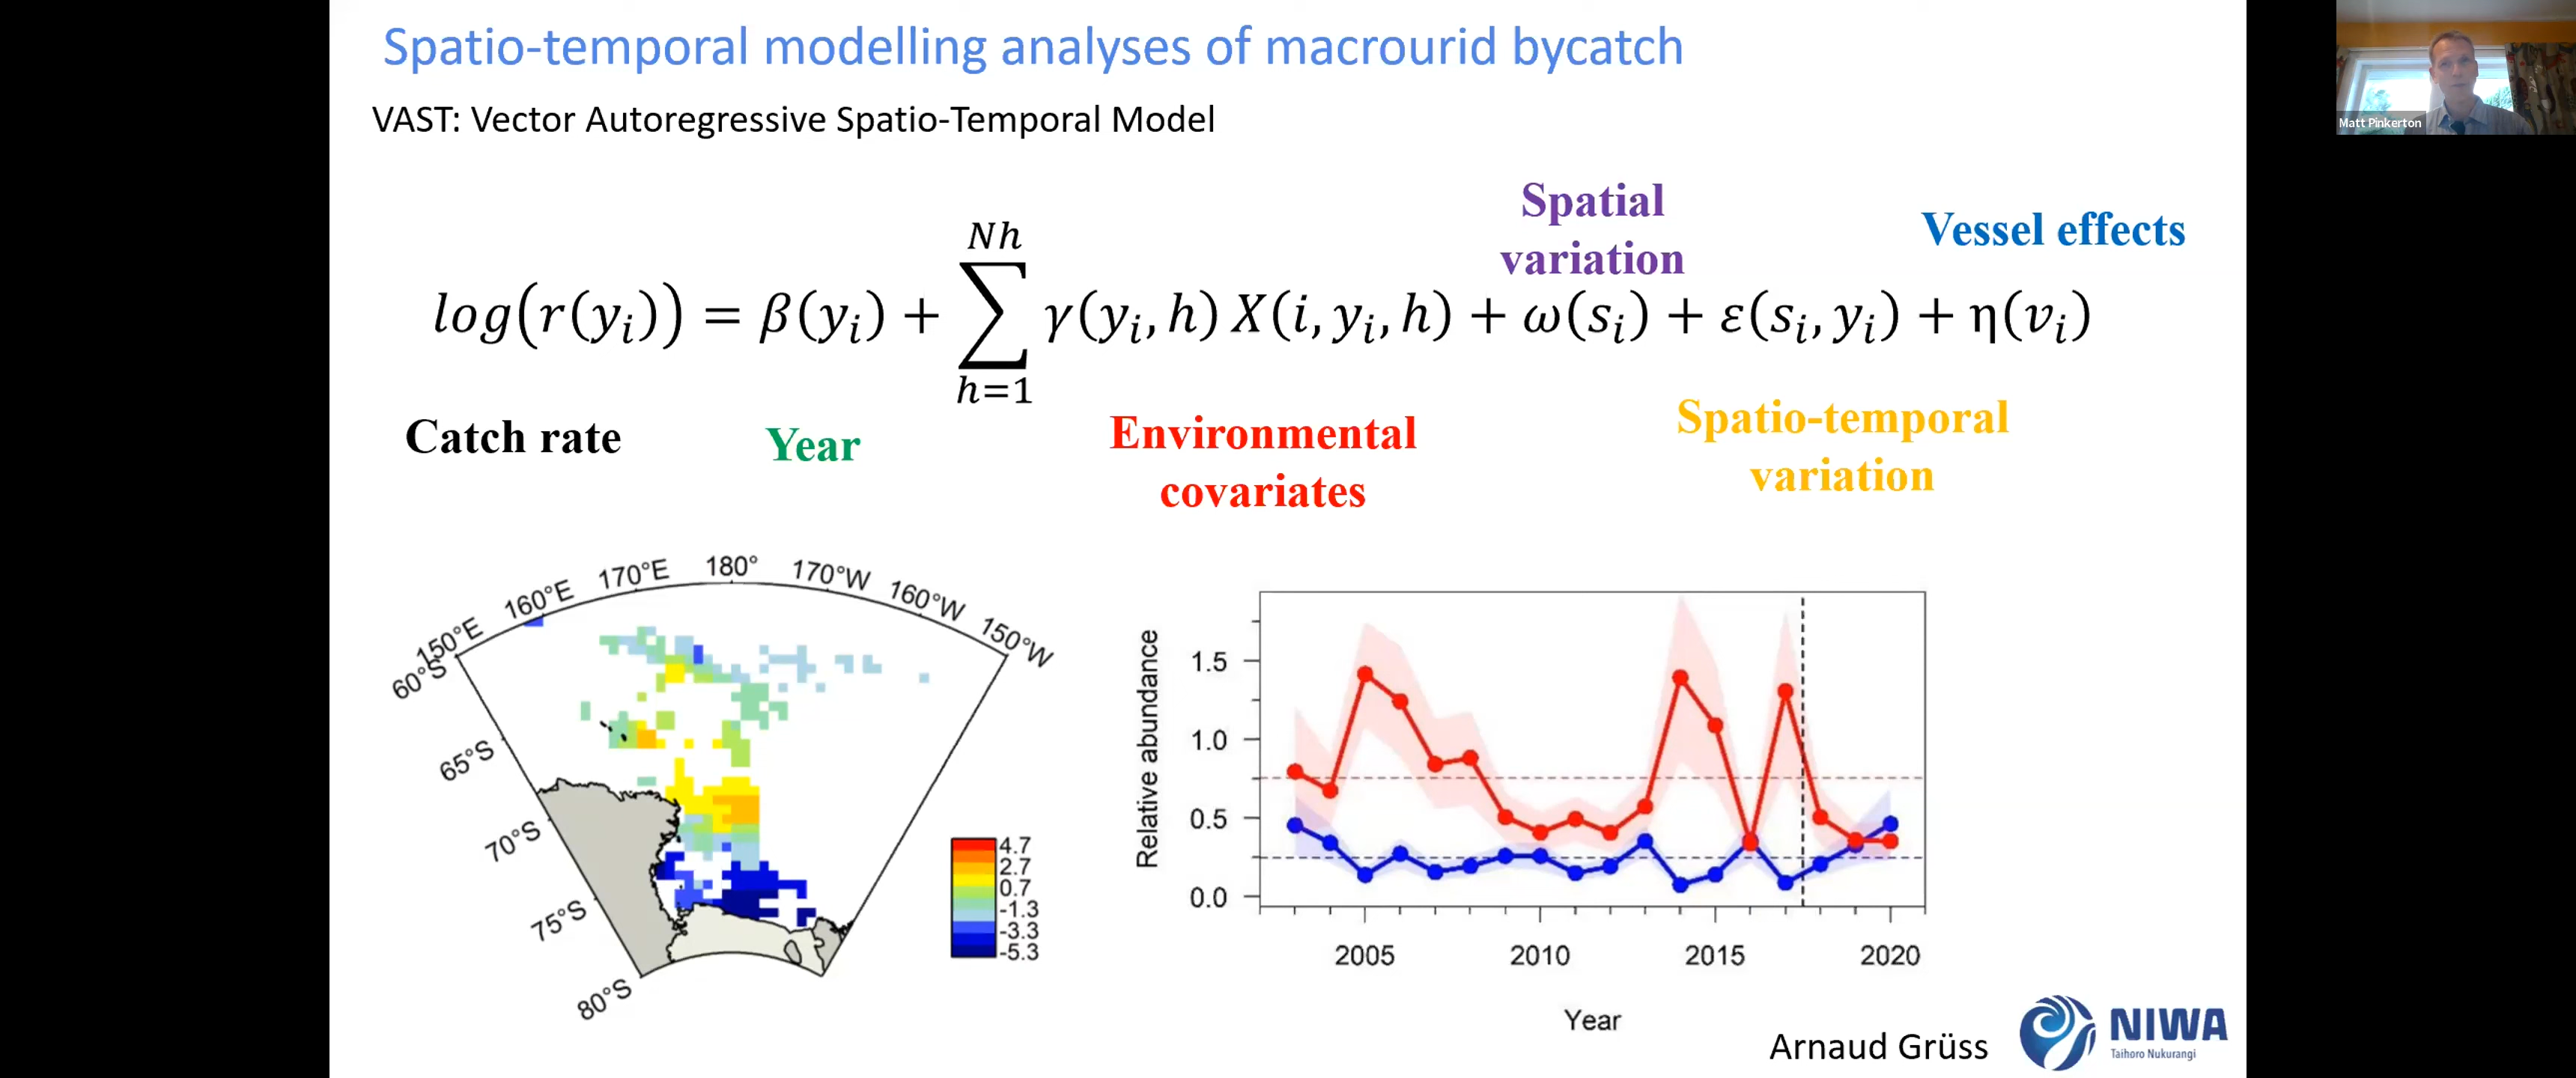 Spatio-temporal modelling analyses of macrourid bycatch
Matt Pinkerton
VAST: Vector Autoregressive Spatio-Temporal Model
Spatial
variation
Vessel effects
log(r(yᵢ)) = β(yᵢ) + ∑ₕ₌₁ᴺʰ γ(yᵢ, h) X(i, yᵢ, h) + ω(sᵢ) + ε(sᵢ, yᵢ) + η(vᵢ)
Catch rate
Year
Environmental
covariates
Spatio-temporal
variation
150°E 160°E 170°E 180° 170°W 160°W 150°W
60°S
65°S
70°S
75°S
80°S
4.7
2.7
0.7
-1.3
-3.3
-5.3
Relative abundance
1.5
1.0
0.5
0.0
2005 2010 2015 2020
Year
Arnaud Grüss
NIWA
Taihoro Nukurangi